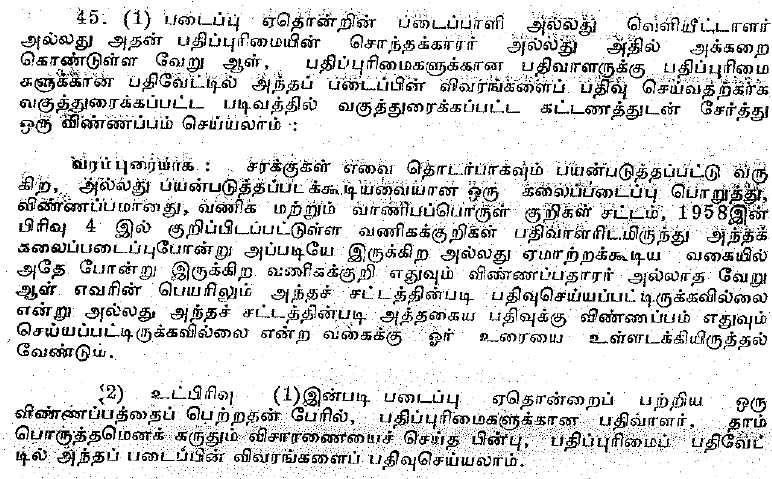 45. (1) படைப்பு ஏதொன்றின் படைப்பாளி அல்லது வெளியீட்டாளர்
அல்லது அதன் பதிப்புரிமையின் சொந்தக்காரர் அல்லது அதில் அக்கறை
கொண்டுள்ள வேறு ஆள், பதிப்புரிமைகளுக்கான பதிவாளருக்கு பதிப்புரிமை
களுக்கான பதிவேட்டில் அந்தப் படைப்பின் விவரங்களைப் பதிவு செய்வதற்காக
வகுத்துரைக்கப்பட்ட படிவத்தில் வகுத்துரைக்கப்பட்ட கட்டணத்துடன் சேர்த்து
ஒரு விண்ணப்பம் செய்யலாம் :
வரம்புரையாக : சரக்குகள் எவை தொடர்பாகவும் பயன்படுத்தப்பட்டு வரு
கிற, அல்லது பயன்படுத்தப்படக்கூடியவையான ஒரு கலைப்படைப்பு பொறுத்து,
விண்ணப்பமானது, வணிக மற்றும் வாணிபப்பொருள் குறிகள் சட்டம், 1958இன்
பிரிவு 4 இல் குறிப்பிடப்பட்டுள்ள வணிகக்குறிகள் பதிவாளரிடமிருந்து அந்தக்
கலைப்படைப்புபோன்று அப்படியே இருக்கிற அல்லது ஏமாற்றக்கூடிய வகையில்
அதே போன்று இருக்கிற வணிகக்குறி எதுவும் விண்ணப்பதாரர் அல்லாத வேறு
ஆள் எவரின் பெயரிலும் அந்தச் சட்டத்தின்படி பதிவுசெய்யப்பட்டிருக்கவில்லை
என்று அல்லது அந்தச் சட்டத்தின்படி அத்தகைய பதிவுக்கு விண்ணப்பம் எதுவும்
செய்யப்பட்டிருக்கவில்லை என்ற வகைக்கு ஓர் உரையை உள்ளடக்கியிருத்தல்
வேண்டும்.
(2) உட்பிரிவு (1)இன்படி படைப்பு ஏதொன்றைப் பற்றிய ஒரு
விண்ணப்பத்தைப் பெற்றதன் பேரில், பதிப்புரிமைகளுக்கான பதிவாளர், தாம்
பொருத்தமெனக் கருதும் விசாரணையைச் செய்த பின்பு, பதிப்புரிமைப் பதிவேட்
டில் அந்தப் படைப்பின் விவரங்களைப் பதிவுசெய்யலாம்.